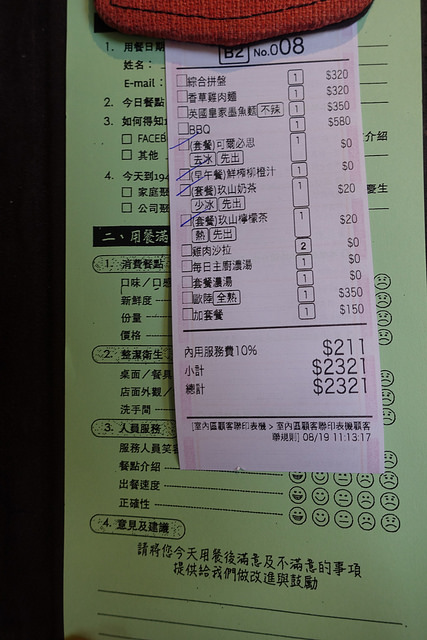 B2 No.008
綜合拼盤 1 $320
香草雞肉麵 1 $320
英國皇家墨魚麵 不辣 1 $350
BBQ 1 $580
(套餐)可爾必思 1 $0
去冰 先出
(早午餐)鮮榨柳橙汁 1 $0
(套餐)玖山奶茶 1 $20
少冰 先出
(套餐)玖山檸檬茶 1 $20
熱 先出
雞肉沙拉 2 $0
每日主廚濃湯 1 $0
套餐濃湯 1 $0
歐陸 全熟 1 $350
加套餐 1 $150
內用服務費10% $211
小計 $2321
總計 $2321
[室內區顧客聯印表機 > 室內區顧客聯印表機顧客
聯規則] 08/19 11:13:17
1. 用餐日期
姓名:
E-mail:
2. 今日餐點
3. 如何得知
FACEB
介紹
其他
4. 今天到194
家庭
慶生
公司
二、用餐滿
1. 消費餐點
口味/口感
新鮮度
份量
價格
2. 整潔衛生
桌面/餐具
店面外觀/
洗手間
3. 人員服務
服務人員笑
餐點介紹
出餐速度
正確性
4. 意見及建議
請將您今天用餐後滿意及不滿意的事項
提供給我們做改進與鼓勵